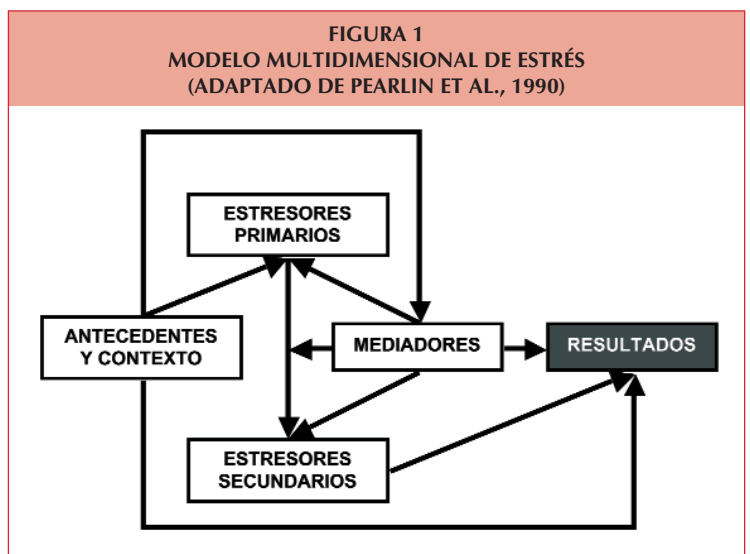 FIGURA 1
MODELO MULTIDIMENSIONAL DE ESTRÉS
(ADAPTADO DE PEARLIN ET AL., 1990)
ESTRESORES
PRIMARIOS
ANTECEDENTES
Y CONTEXTO
MEDIADORES
RESULTADOS
ESTRESORES
SECUNDARIOS